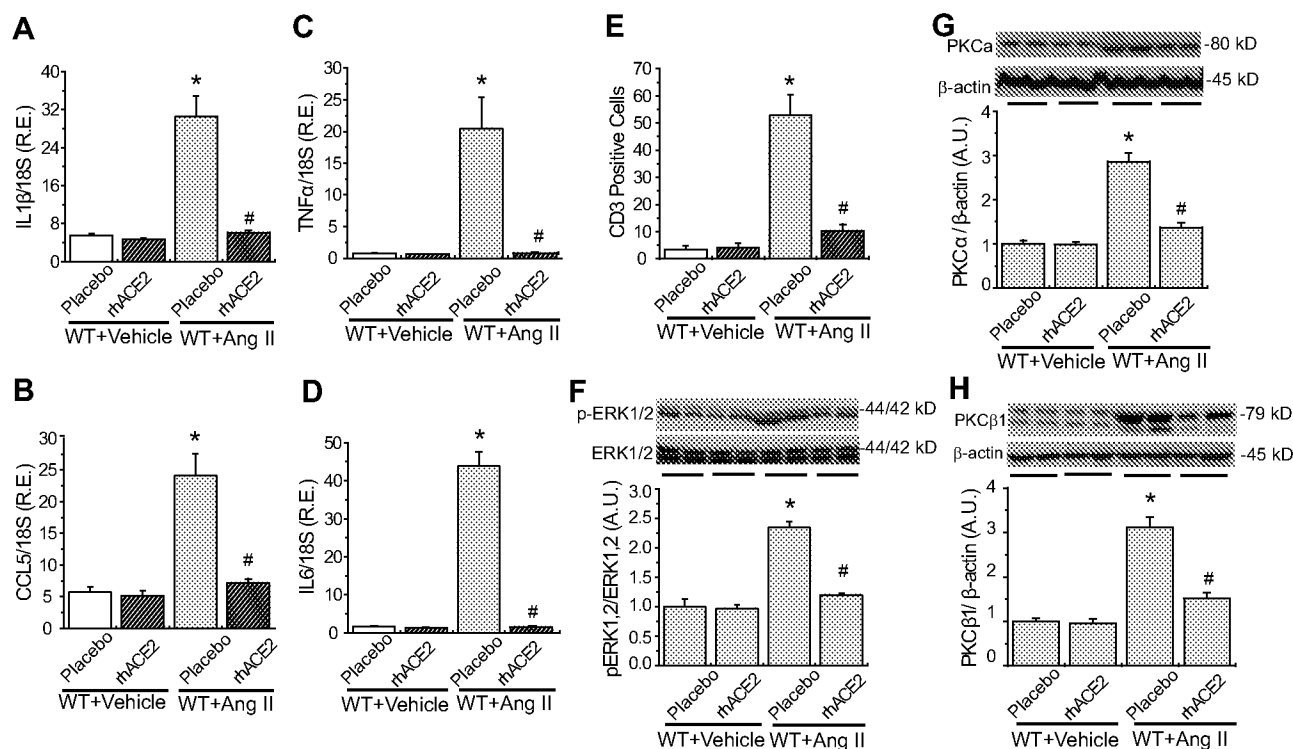 A
IL1β/18S (R.E.)
36
30
24
18
12
6
0
*
#
Placebo
rhACE2
Placebo
rhACE2
WT+Vehicle
WT+Ang II
C
TNFα/18S (R.E.)
30
25
20
15
10
5
0
*
#
Placebo
rhACE2
Placebo
rhACE2
WT+Vehicle
WT+Ang II
E
CD3 Positive Cells
70
60
50
40
30
20
10
0
*
#
Placebo
rhACE2
Placebo
rhACE2
WT+Vehicle
WT+Ang II
G
PKCa
-80 kD
β-actin
-45 kD
PKCα / β-actin (A.U.)
4
3
2
1
0
*
#
Placebo
rhACE2
Placebo
rhACE2
WT+Vehicle
WT+Ang II
B
CCL5/18S (R.E.)
30
25
20
15
10
5
0
*
#
Placebo
rhACE2
Placebo
rhACE2
WT+Vehicle
WT+Ang II
D
IL6/18S (R.E.)
50
40
30
20
10
0
*
#
Placebo
rhACE2
Placebo
rhACE2
WT+Vehicle
WT+Ang II
F
p-ERK1/2
-44/42 kD
ERK1/2
-44/42 kD
pERK1,2/ERK1,2 (A.U.)
3.0
2.5
2.0
1.5
1.0
0.5
0.0
*
#
Placebo
rhACE2
Placebo
rhACE2
WT+Vehicle
WT+Ang II
H
PKCβ1
-79 kD
β-actin
-45 kD
PKCβ1/ β-actin (A.U.)
4
3
2
1
0
*
#
Placebo
rhACE2
Placebo
rhACE2
WT+Vehicle
WT+Ang II